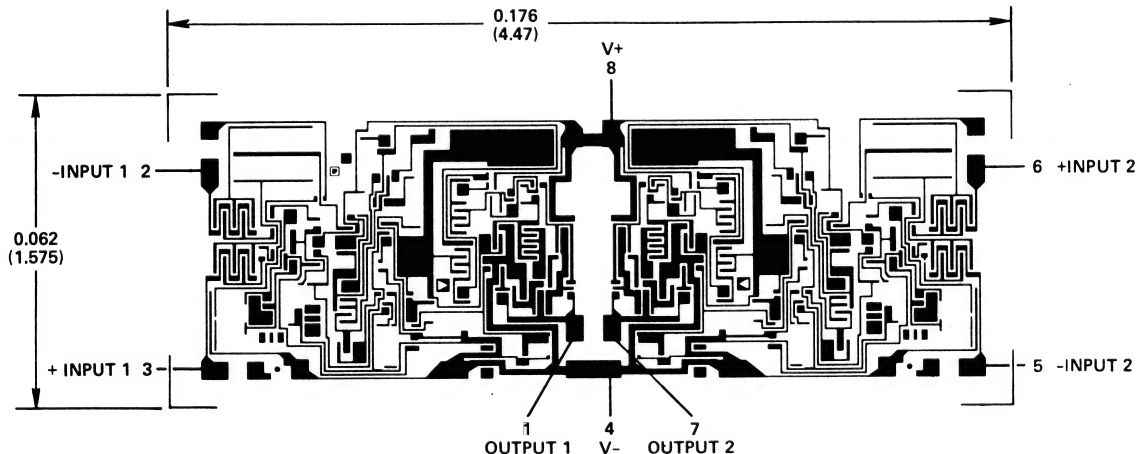 0.176
(4.47)
V+
8
-INPUT 1 2
6 +INPUT 2
0.062
(1.575)
+ INPUT 1 3
5 -INPUT 2
1 4 7
OUTPUT 1 V- OUTPUT 2